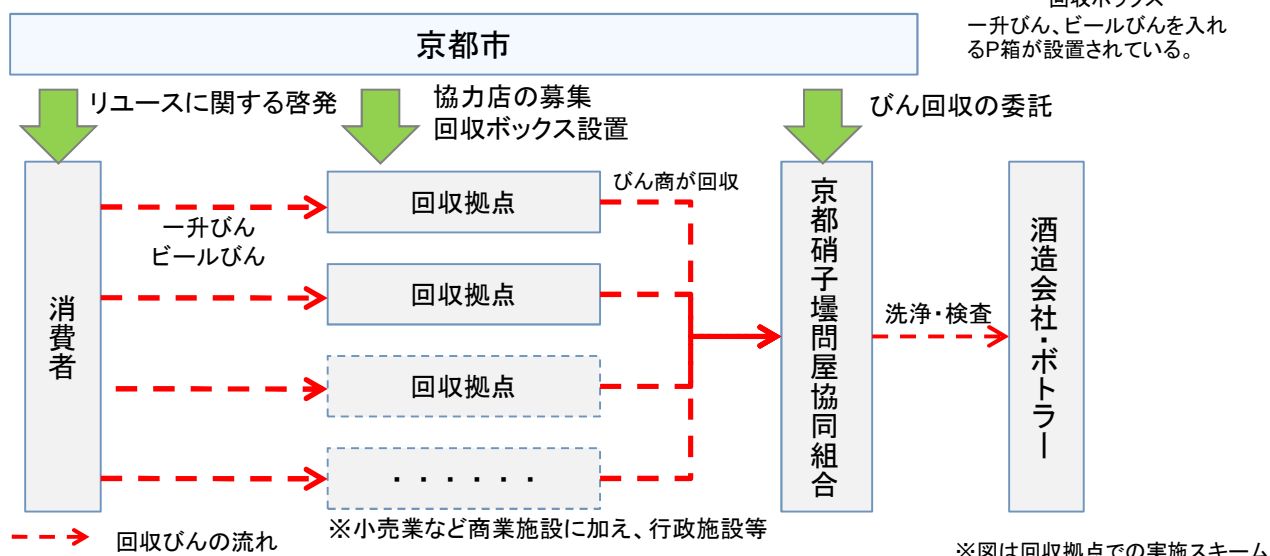 回収ボックス
一升びん、ビールびんを入れ
るP箱が設置されている。
京都市
リユースに関する啓発
協力店の募集
回収ボックス設置
びん回収の委託
消費者
一升びん
ビールびん
回収拠点
回収拠点
回収拠点
・・・・・・
びん商が回収
京都硝子壜問屋協同組合
洗浄・検査
酒造会社・ボトラー
回収びんの流れ
※小売業など商業施設に加え、行政施設等
※図は回収拠点での実施スキーム